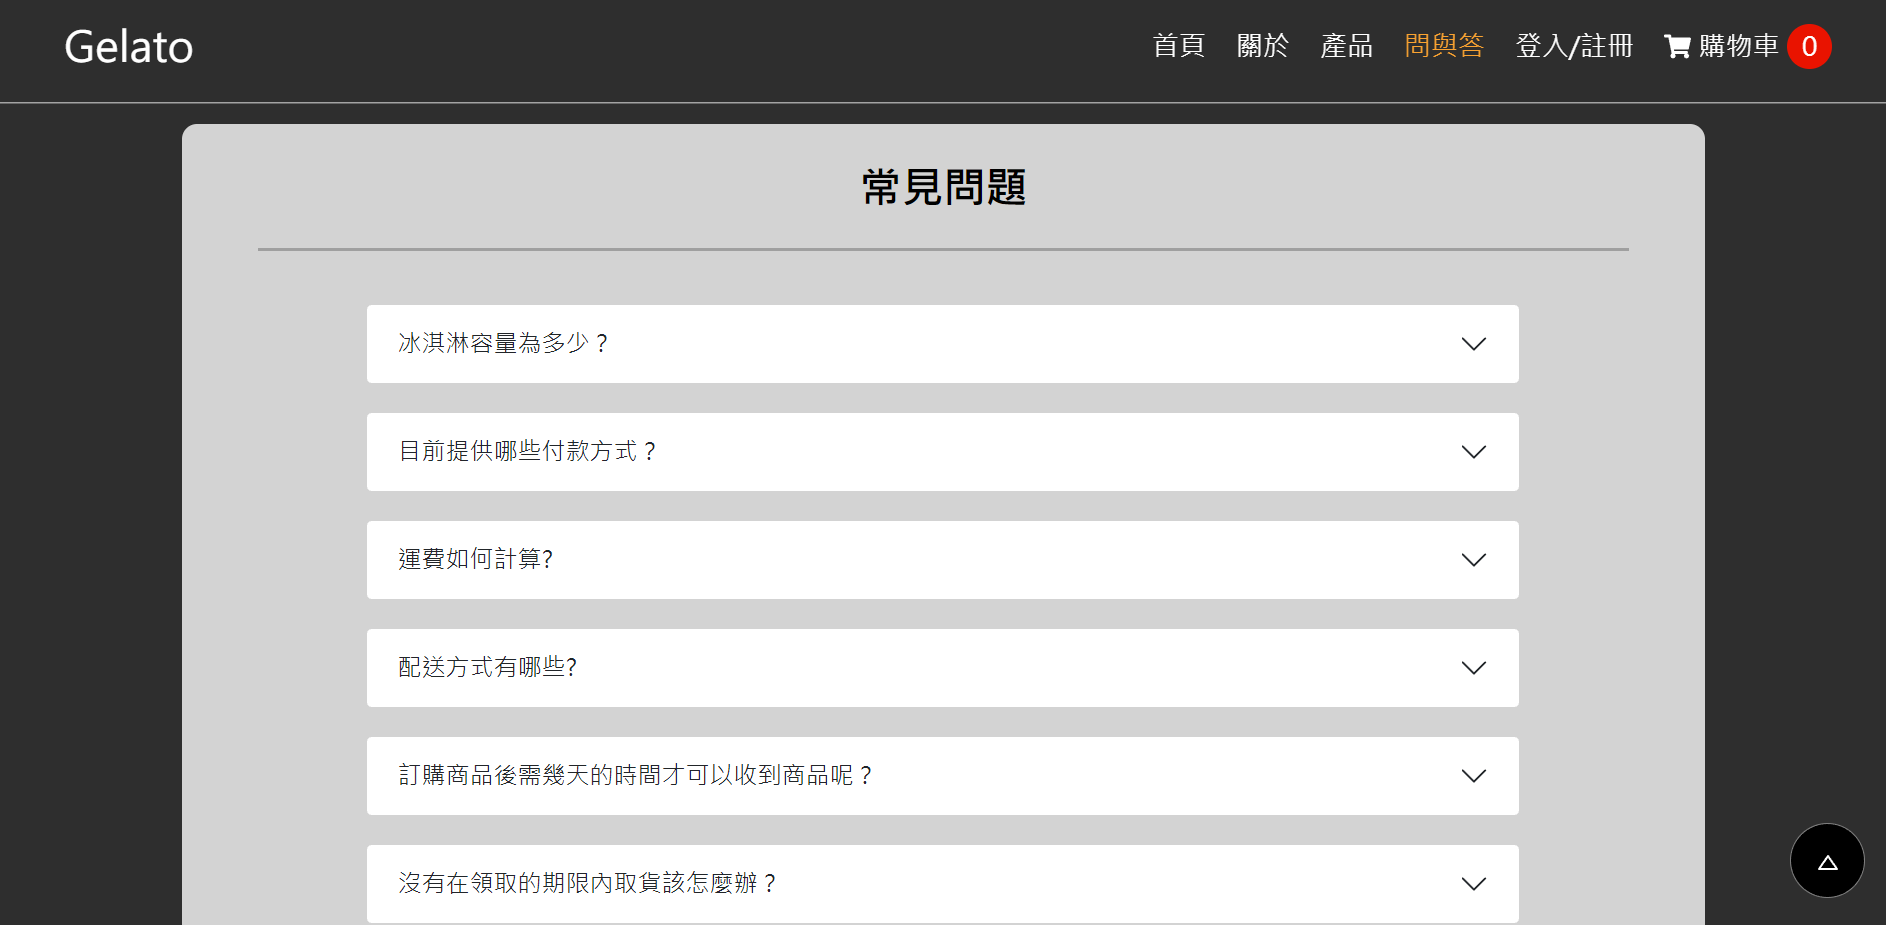 Gelato
首頁 關於 產品 問與答 登入/註冊 購物車 0
常見問題
冰淇淋容量為多少？
目前提供哪些付款方式？
運費如何計算?
配送方式有哪些?
訂購商品後需幾天的時間才可以收到商品呢？
沒有在領取的期限內取貨該怎麼辦？